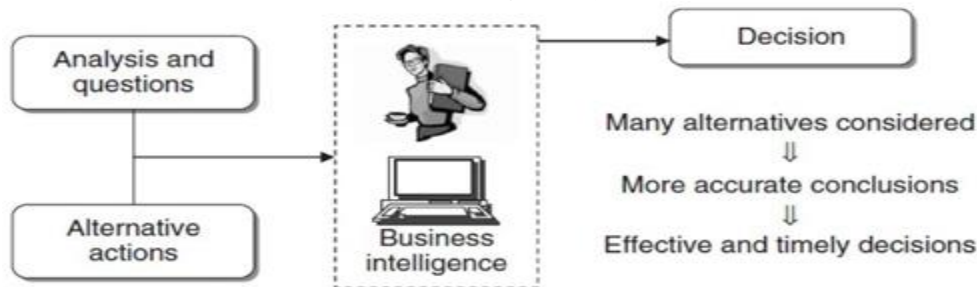 Analysis and
questions
Alternative
actions
Business
intelligence
Decision
Many alternatives considered
⇓
More accurate conclusions
⇓
Effective and timely decisions